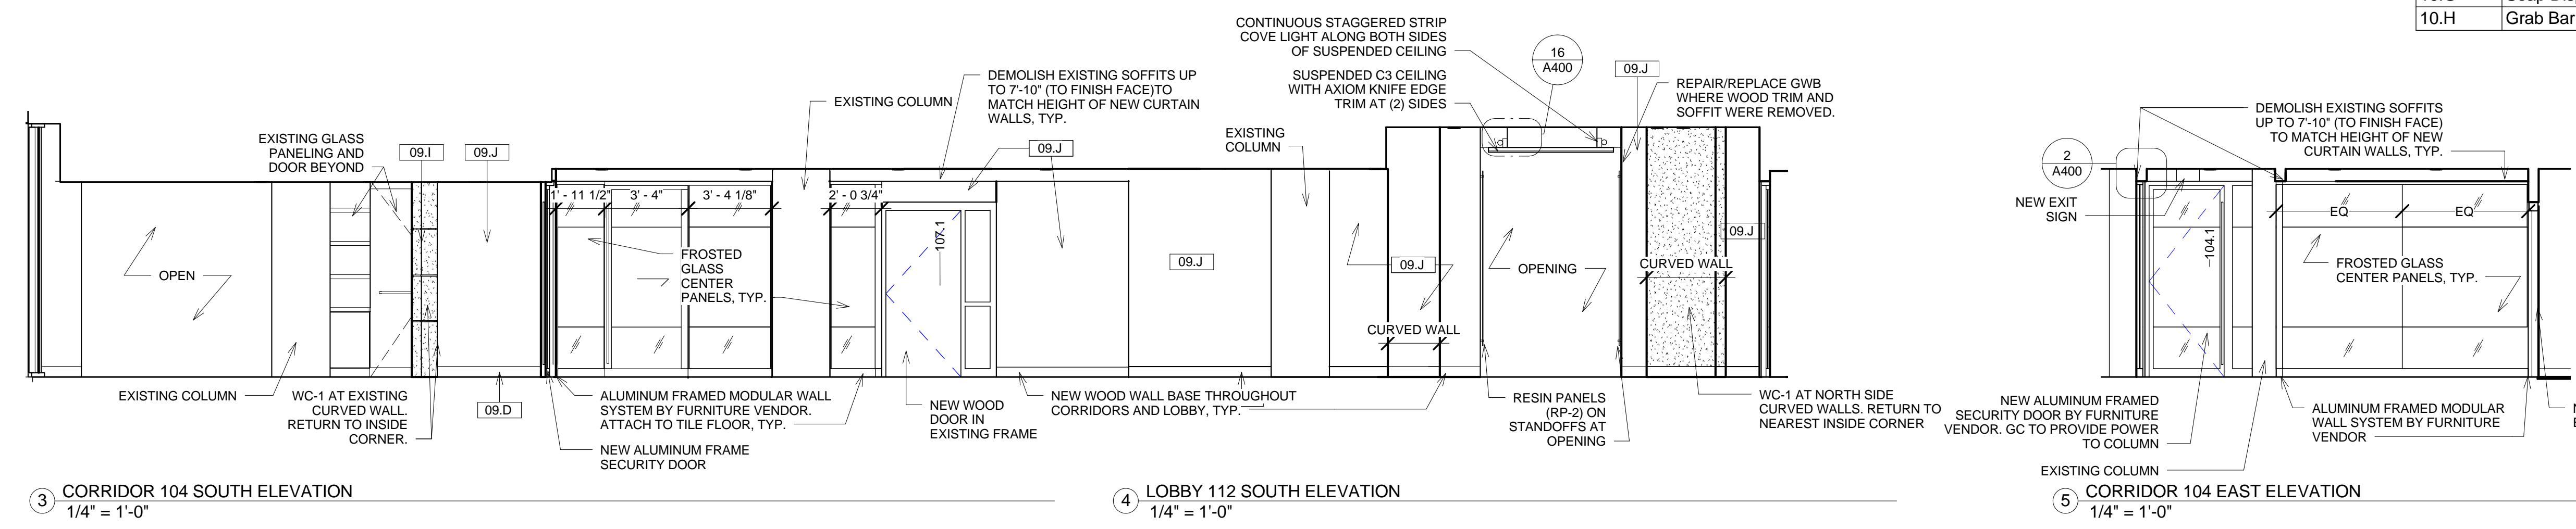 10.H
Grab Bar
CONTINUOUS STAGGERED STRIP
COVE LIGHT ALONG BOTH SIDES
OF SUSPENDED CEILING
SUSPENDED C3 CEILING
WITH AXIOM KNIFE EDGE
TRIM AT (2) SIDES
16
A400
09.J
REPAIR/REPLACE GWB
WHERE WOOD TRIM AND
SOFFIT WERE REMOVED.
DEMOLISH EXISTING SOFFITS UP
TO 7'-10" (TO FINISH FACE)TO
MATCH HEIGHT OF NEW CURTAIN
WALLS, TYP.
EXISTING COLUMN
EXISTING
COLUMN
EXISTING GLASS
PANELING AND
DOOR BEYOND
09.I
09.J
09.J
1' - 11 1/2"
3' - 4"
3' - 4 1/8"
2' - 0 3/4"
107.1
FROSTED
GLASS
CENTER
PANELS, TYP.
OPEN
09.J
09.J
OPENING
CURVED WALL
09.J
CURVED WALL
EXISTING COLUMN
WC-1 AT EXISTING
CURVED WALL.
RETURN TO INSIDE
CORNER.
09.D
ALUMINUM FRAMED MODULAR WALL
SYSTEM BY FURNITURE VENDOR.
ATTACH TO TILE FLOOR, TYP.
NEW ALUMINUM FRAME
SECURITY DOOR
NEW WOOD
DOOR IN
EXISTING FRAME
NEW WOOD WALL BASE THROUGHOUT
CORRIDORS AND LOBBY, TYP.
RESIN PANELS
(RP-2) ON
STANDOFFS AT
OPENING
WC-1 AT NORTH SIDE
CURVED WALLS. RETURN TO
NEAREST INSIDE CORNER
DEMOLISH EXISTING SOFFITS
UP TO 7'-10" (TO FINISH FACE)
TO MATCH HEIGHT OF NEW
CURTAIN WALLS, TYP.
2
A400
NEW EXIT
SIGN
104.1
EQ
EQ
FROSTED GLASS
CENTER PANELS, TYP.
NEW ALUMINUM FRAMED
SECURITY DOOR BY FURNITURE
VENDOR. GC TO PROVIDE POWER
TO COLUMN
EXISTING COLUMN
ALUMINUM FRAMED MODULAR
WALL SYSTEM BY FURNITURE
VENDOR
3
CORRIDOR 104 SOUTH ELEVATION
1/4" = 1'-0"
4
LOBBY 112 SOUTH ELEVATION
1/4" = 1'-0"
5
CORRIDOR 104 EAST ELEVATION
1/4" = 1'-0"